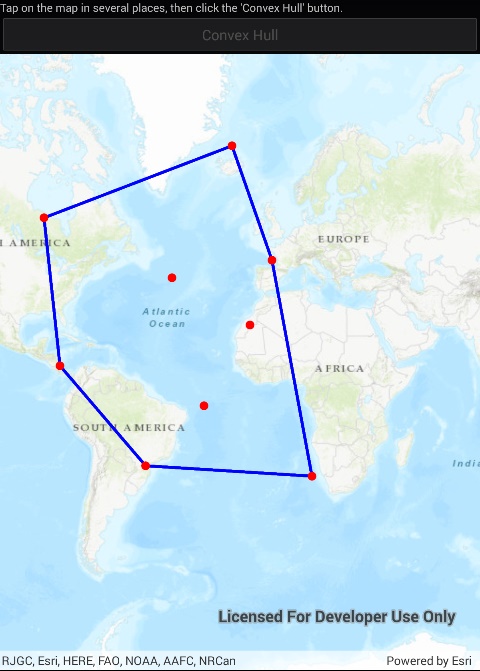 Tap on the map in several places, then click the 'Convex Hull' button.
Convex Hull
AMERICA
EUROPE
Atlantic
Ocean
AFRICA
SOUTH AMERICA
India
Licensed For Developer Use Only
RJGC, Esri, HERE, FAO, NOAA, AAFC, NRCan
Powered by Esri